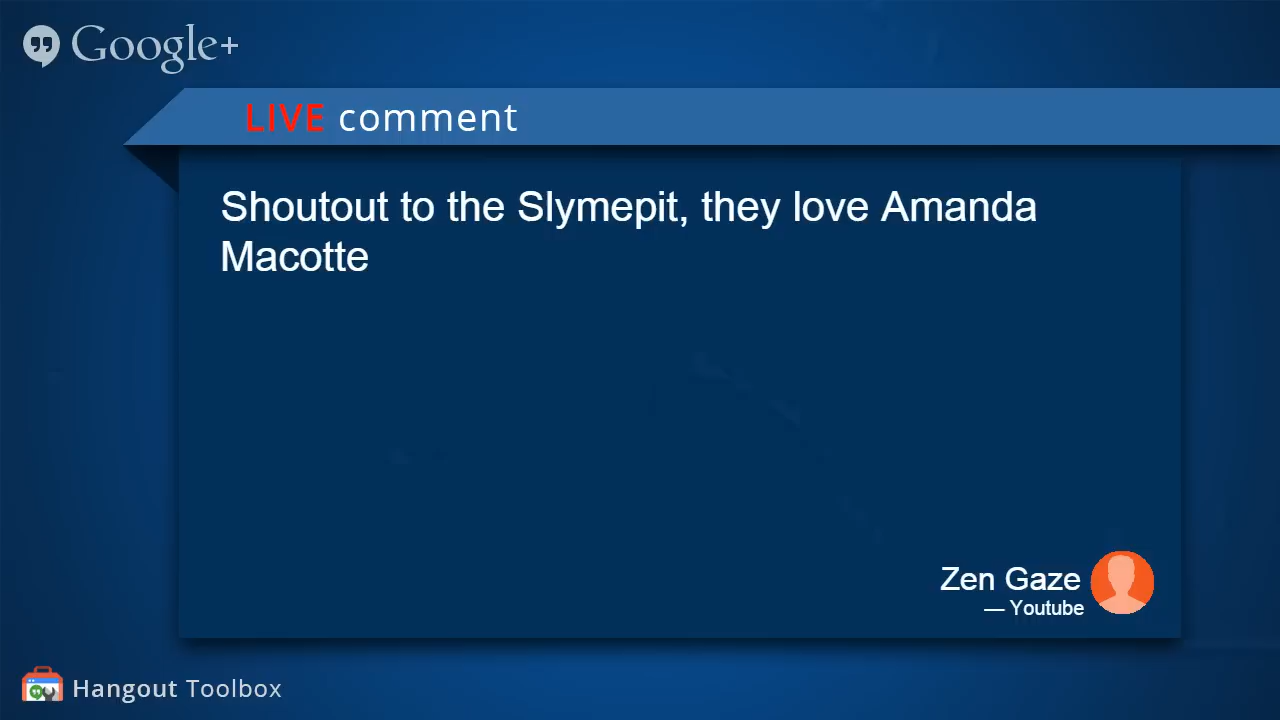 Google+
LIVE comment
Shoutout to the Slymepit, they love Amanda
Macotte
Zen Gaze
— Youtube
Hangout Toolbox